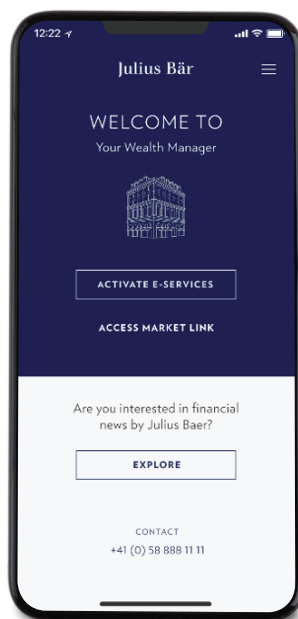 12:22
Julius Bär
WELCOME TO
Your Wealth Manager
ACTIVATE E-SERVICES
ACCESS MARKET LINK
Are you interested in financial
news by Julius Baer?
EXPLORE
CONTACT
+41 (0) 58 888 11 11